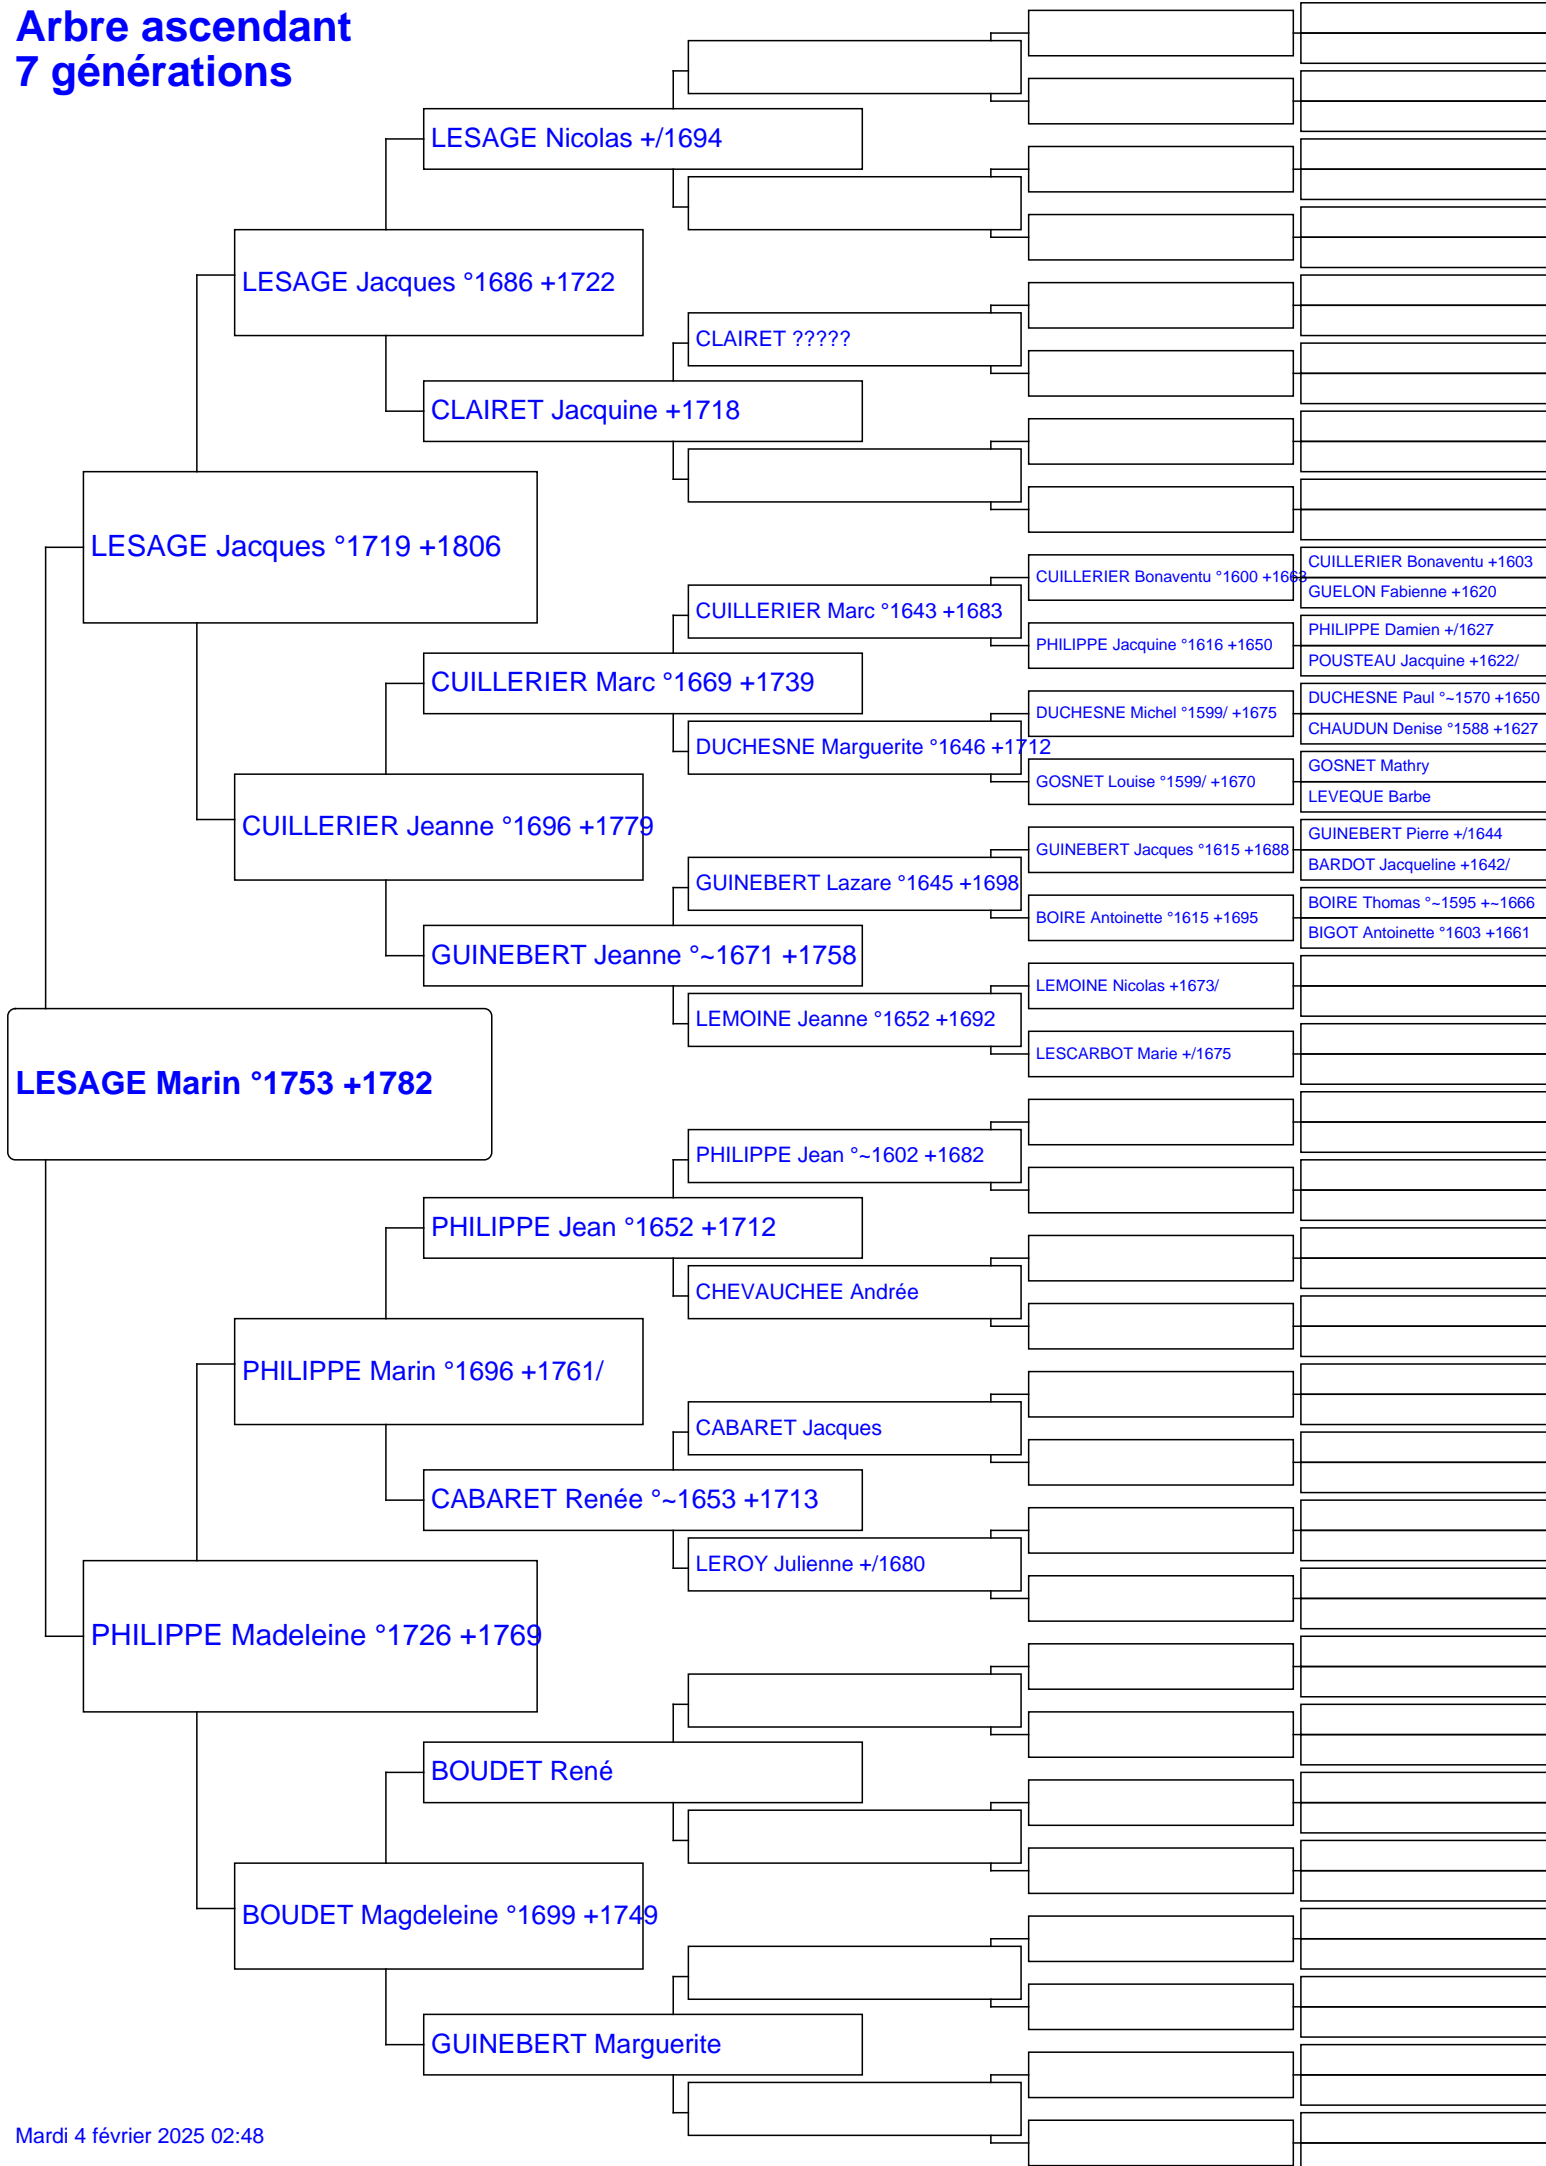 Arbre ascendant
7 générations
LESAGE Nicolas +/1694
LESAGE Jacques °1686 +1722
CLAIRET ?????
CLAIRET Jacquine +1718
LESAGE Jacques °1719 +1806
CUILLERIER Bonaventu +1603
CUILLERIER Bonaventu °1600 +1663
GUELON Fabienne +1620
CUILLERIER Marc °1643 +1683
PHILIPPE Damien +/1627
PHILIPPE Jacquine °1616 +1650
POUSTEAU Jacquine +1622/
CUILLERIER Marc °1669 +1739
DUCHESNE Paul °~1570 +1650
DUCHESNE Michel °1599/ +1675
CHAUDUN Denise °1588 +1627
DUCHESNE Marguerite °1646 +1712
GOSNET Mathry
GOSNET Louise °1599/ +1670
LEVEQUE Barbe
CUILLERIER Jeanne °1696 +1779
GUINEBERT Pierre +/1644
GUINEBERT Jacques °1615 +1688
BARDOT Jacqueline +1642/
GUINEBERT Lazare °1645 +1698
BOIRE Thomas °~1595 +~1666
BOIRE Antoinette °1615 +1695
BIGOT Antoinette °1603 +1661
GUINEBERT Jeanne °~1671 +1758
LEMOINE Nicolas +1673/
LEMOINE Jeanne °1652 +1692
LESCARBOT Marie +/1675
LESAGE Marin °1753 +1782
PHILIPPE Jean °~1602 +1682
PHILIPPE Jean °1652 +1712
CHEVAUCHEE Andrée
PHILIPPE Marin °1696 +1761/
CABARET Jacques
CABARET Renée °~1653 +1713
LEROY Julienne +/1680
PHILIPPE Madeleine °1726 +1769
BOUDET René
BOUDET Magdeleine °1699 +1749
GUINEBERT Marguerite
Mardi 4 février 2025 02:48